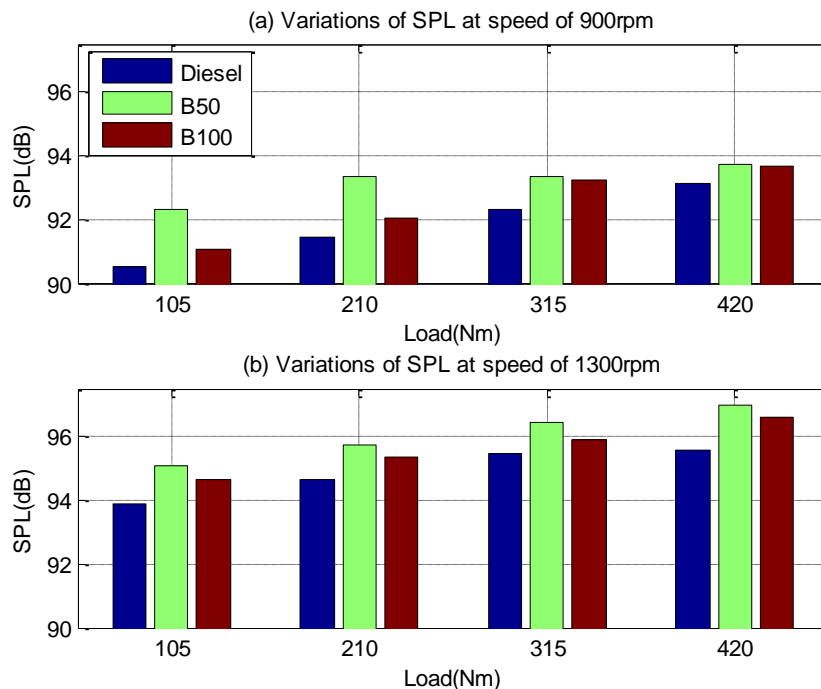 (a) Variations of SPL at speed of 900rpm
Diesel
B50
B100
SPL(dB)
96
94
92
90
105 210 315 420
Load(Nm)
(b) Variations of SPL at speed of 1300rpm
SPL(dB)
96
94
92
90
105 210 315 420
Load(Nm)